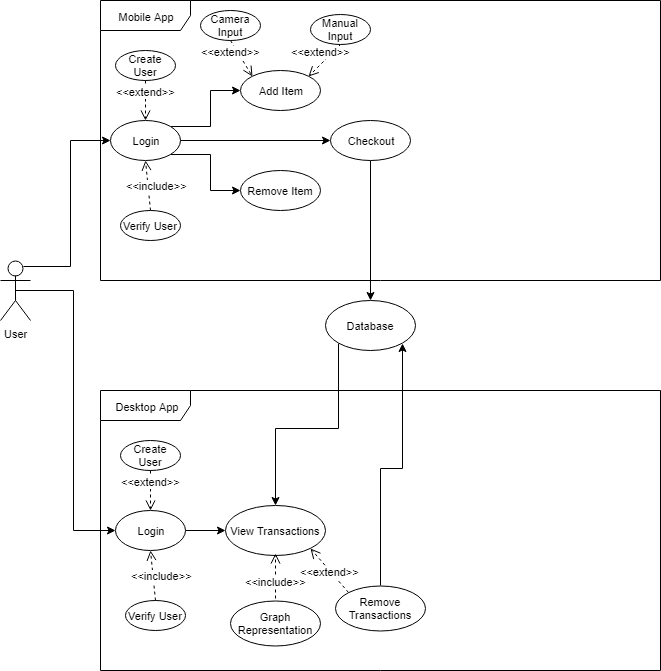 Mobile App
Camera
Input
Manual
Input
<<extend>>
<<extend>>
Create
User
<<extend>>
Add Item
Login
Checkout
<<include>>
Remove Item
Verify User
User
Database
Desktop App
Create
User
<<extend>>
Login
View Transactions
<<include>>
<<include>>
<<extend>>
Verify User
Graph
Representation
Remove
Transactions